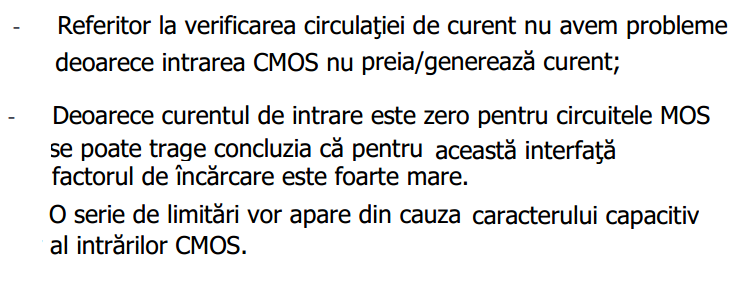 - Referitor la verificarea circulaţiei de curent nu avem probleme
deoarece intrarea CMOS nu preia/generează curent;
- Deoarece curentul de intrare este zero pentru circuitele MOS
se poate trage concluzia că pentru această interfaţă
factorul de încărcare este foarte mare.
O serie de limitări vor apare din cauza caracterului capacitiv
al intrărilor CMOS.